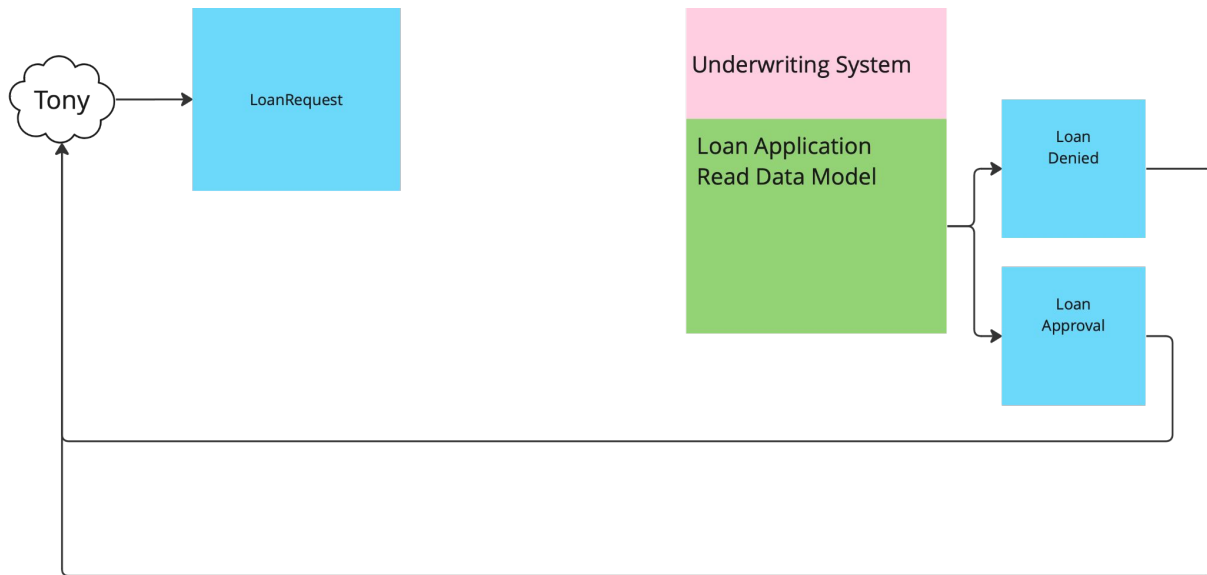 Tony
LoanRequest
Underwriting System
Loan Application
Read Data Model
Loan
Denied
Loan
Approval